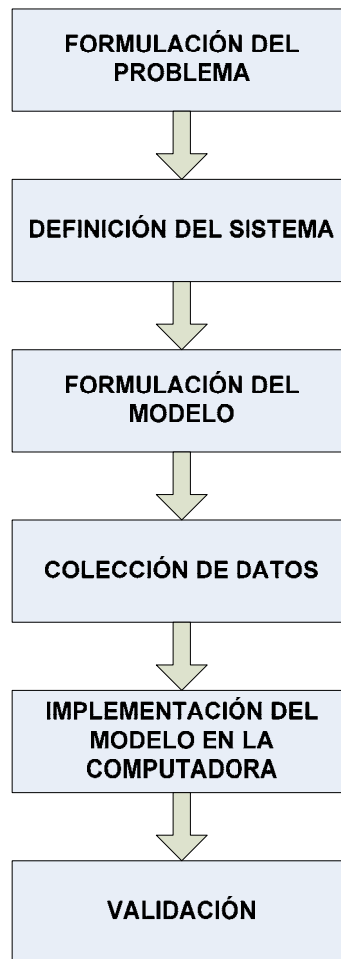 FORMULACIÓN DEL
PROBLEMA
DEFINICIÓN DEL SISTEMA
FORMULACIÓN DEL
MODELO
COLECCIÓN DE DATOS
IMPLEMENTACIÓN DEL
MODELO EN LA
COMPUTADORA
VALIDACIÓN